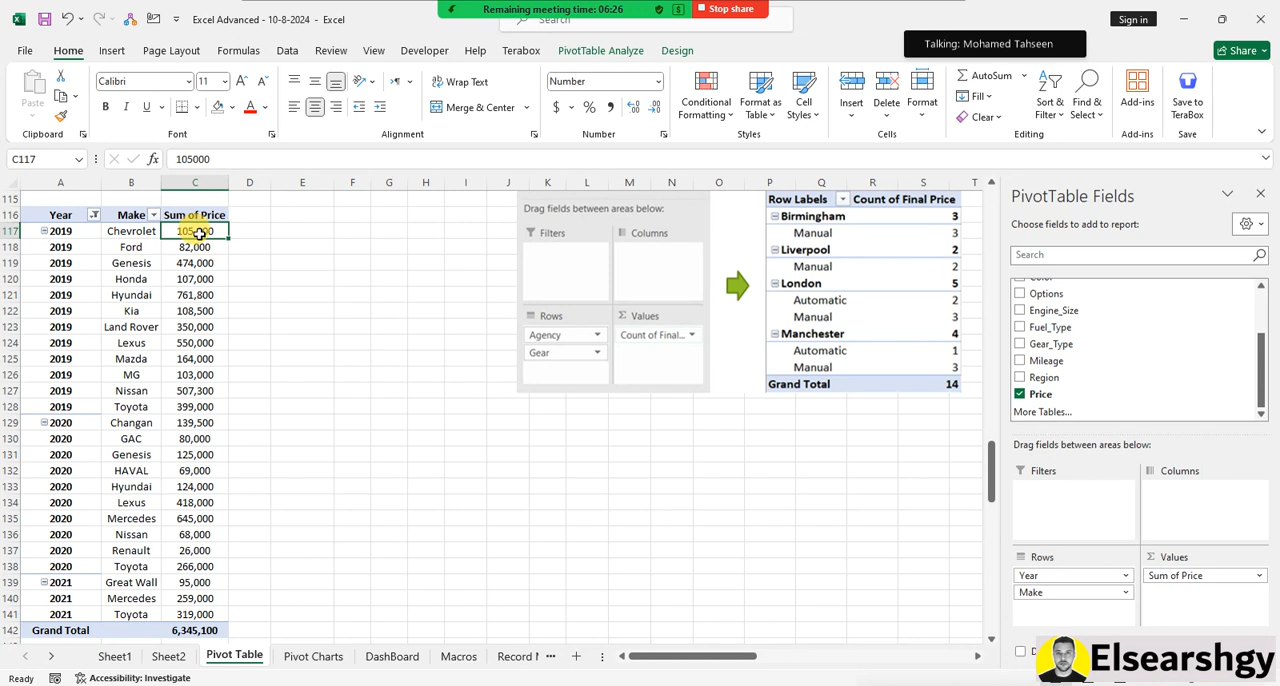 Excel Advanced - 10-8-2024 - Excel
Remaining meeting time: 06:26
Stop share
Search
Sign in
Talking: Mohamed Tahseen
File Home Insert Page Layout Formulas Data Review View Developer Help Terabox PivotTable Analyze Design Share
Paste
Clipboard
Calibri 11
B I U
Font
Wrap Text
Merge & Center
Alignment
Number
$ % ,
Number
Conditional Formatting
Format as Table
Cell Styles
Styles
Insert Delete Format
Cells
AutoSum
Fill
Clear
Sort & Filter
Find & Select
Editing
Add-ins
Add-ins
Save to TeraBox
Save
C117 fx 105000
A B C D E F G H I J K L M N O P Q R S T
115
116 Year Make Sum of Price
117 2019 Chevrolet
118 2019 Ford 82,000
119 2019 Genesis 474,000
120 2019 Honda 107,000
121 2019 Hyundai 761,800
122 2019 Kia 108,500
123 2019 Land Rover 350,000
124 2019 Lexus 550,000
125 2019 Mazda 164,000
126 2019 MG 103,000
127 2019 Nissan 507,300
128 2019 Toyota 399,000
129 2020 Changan 139,500
130 2020 GAC 80,000
131 2020 Genesis 125,000
132 2020 HAVAL 69,000
133 2020 Hyundai 124,000
134 2020 Lexus 418,000
135 2020 Mercedes 645,000
136 2020 Nissan 68,000
137 2020 Renault 26,000
138 2020 Toyota 266,000
139 2021 Great Wall 95,000
140 2021 Mercedes 259,000
141 2021 Toyota 319,000
142 Grand Total 6,345,100
Drag fields between areas below:
Filters Columns
Rows Σ Values
Agency Count of Final...
Gear
Row Labels Count of Final Price
Birmingham 3
Manual 3
Liverpool 2
Manual 2
London 5
Automatic 2
Manual 3
Manchester 4
Automatic 1
Manual 3
Grand Total 14
PivotTable Fields
Choose fields to add to report:
Search
Options
Engine_Size
Fuel_Type
Gear_Type
Mileage
Region
Price
More Tables...
Drag fields between areas below:
Filters Columns
Rows Σ Values
Year Sum of Price
Make
Sheet1 Sheet2 Pivot Table Pivot Charts DashBoard Macros Record
Ready Accessibility: Investigate
Elsearshgy